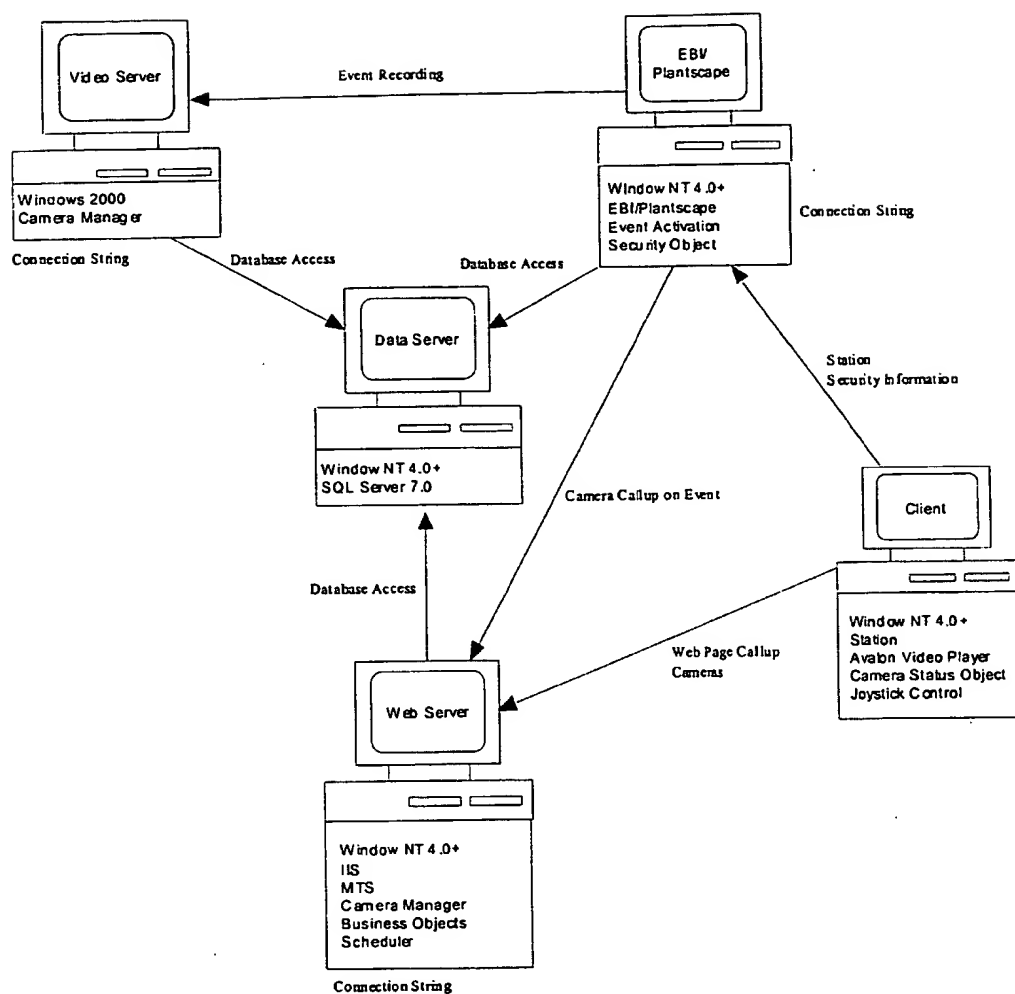 Video Server
Event Recording
EBI/
Plantscape
Windows 2000
Camera Manager
Connection String
Window NT 4.0+
EBI/Plantscape
Event Activation
Security Object
Connection String
Database Access
Database Access
Data Server
Window NT 4.0+
SQL Server 7.0
Station
Security Information
Camera Callup on Event
Client
Window NT 4.0+
Station
Avalon Video Player
Camera Status Object
Joystick Control
Database Access
Web Page Callup
Cameras
Web Server
Window NT 4.0+
IIS
MTS
Camera Manager
Business Objects
Scheduler
Connection String